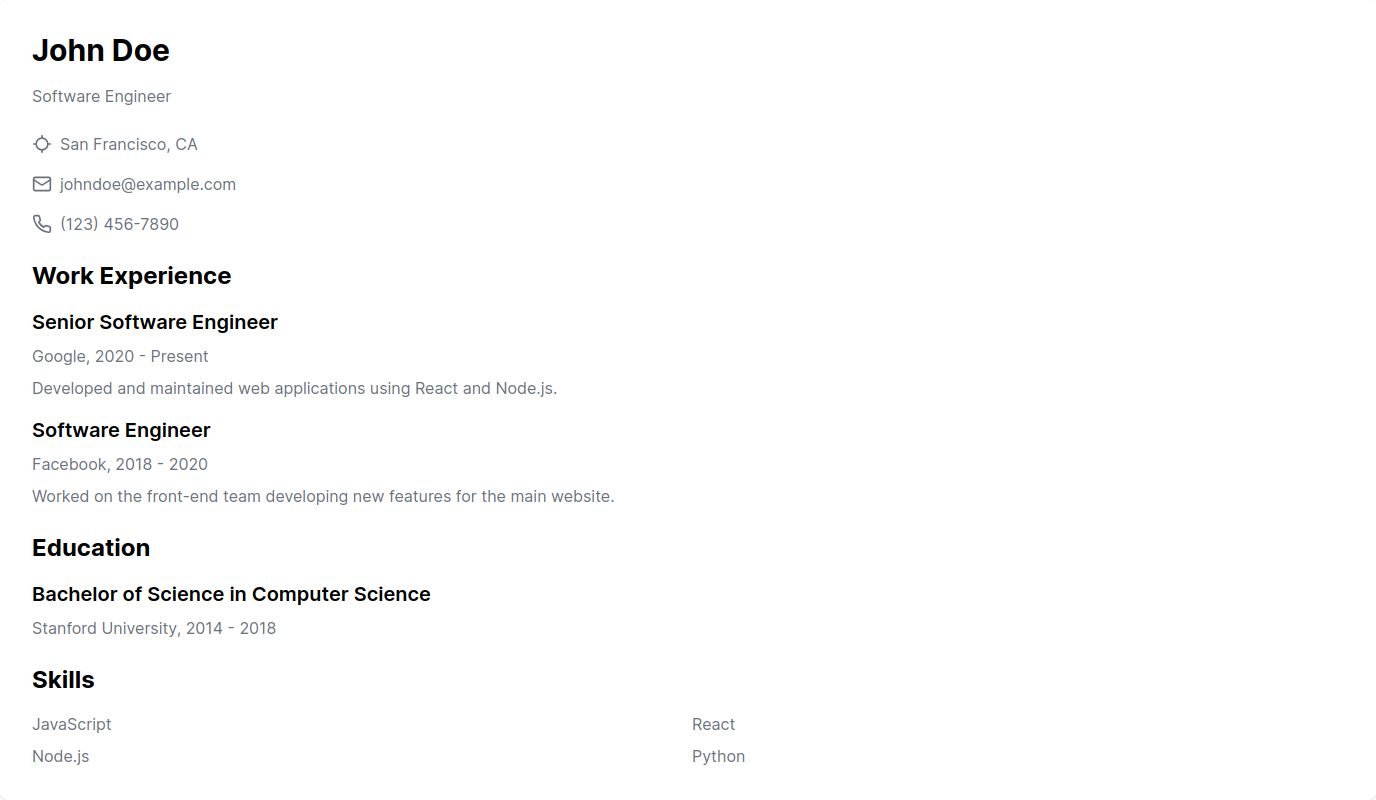 John Doe
Software Engineer
San Francisco, CA
johndoe@example.com
(123) 456-7890
Work Experience
Senior Software Engineer
Google, 2020 - Present
Developed and maintained web applications using React and Node.js.
Software Engineer
Facebook, 2018 - 2020
Worked on the front-end team developing new features for the main website.
Education
Bachelor of Science in Computer Science
Stanford University, 2014 - 2018
Skills
JavaScript React
Node.js Python